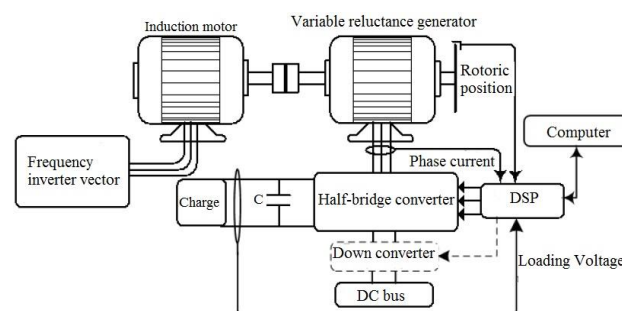 Induction motor
Variable reluctance generator
Rotoric
position
Computer
Frequency
inverter vector
Phase current
Charge
C
Half-bridge converter
DSP
Down converter
Loading Voltage
DC bus